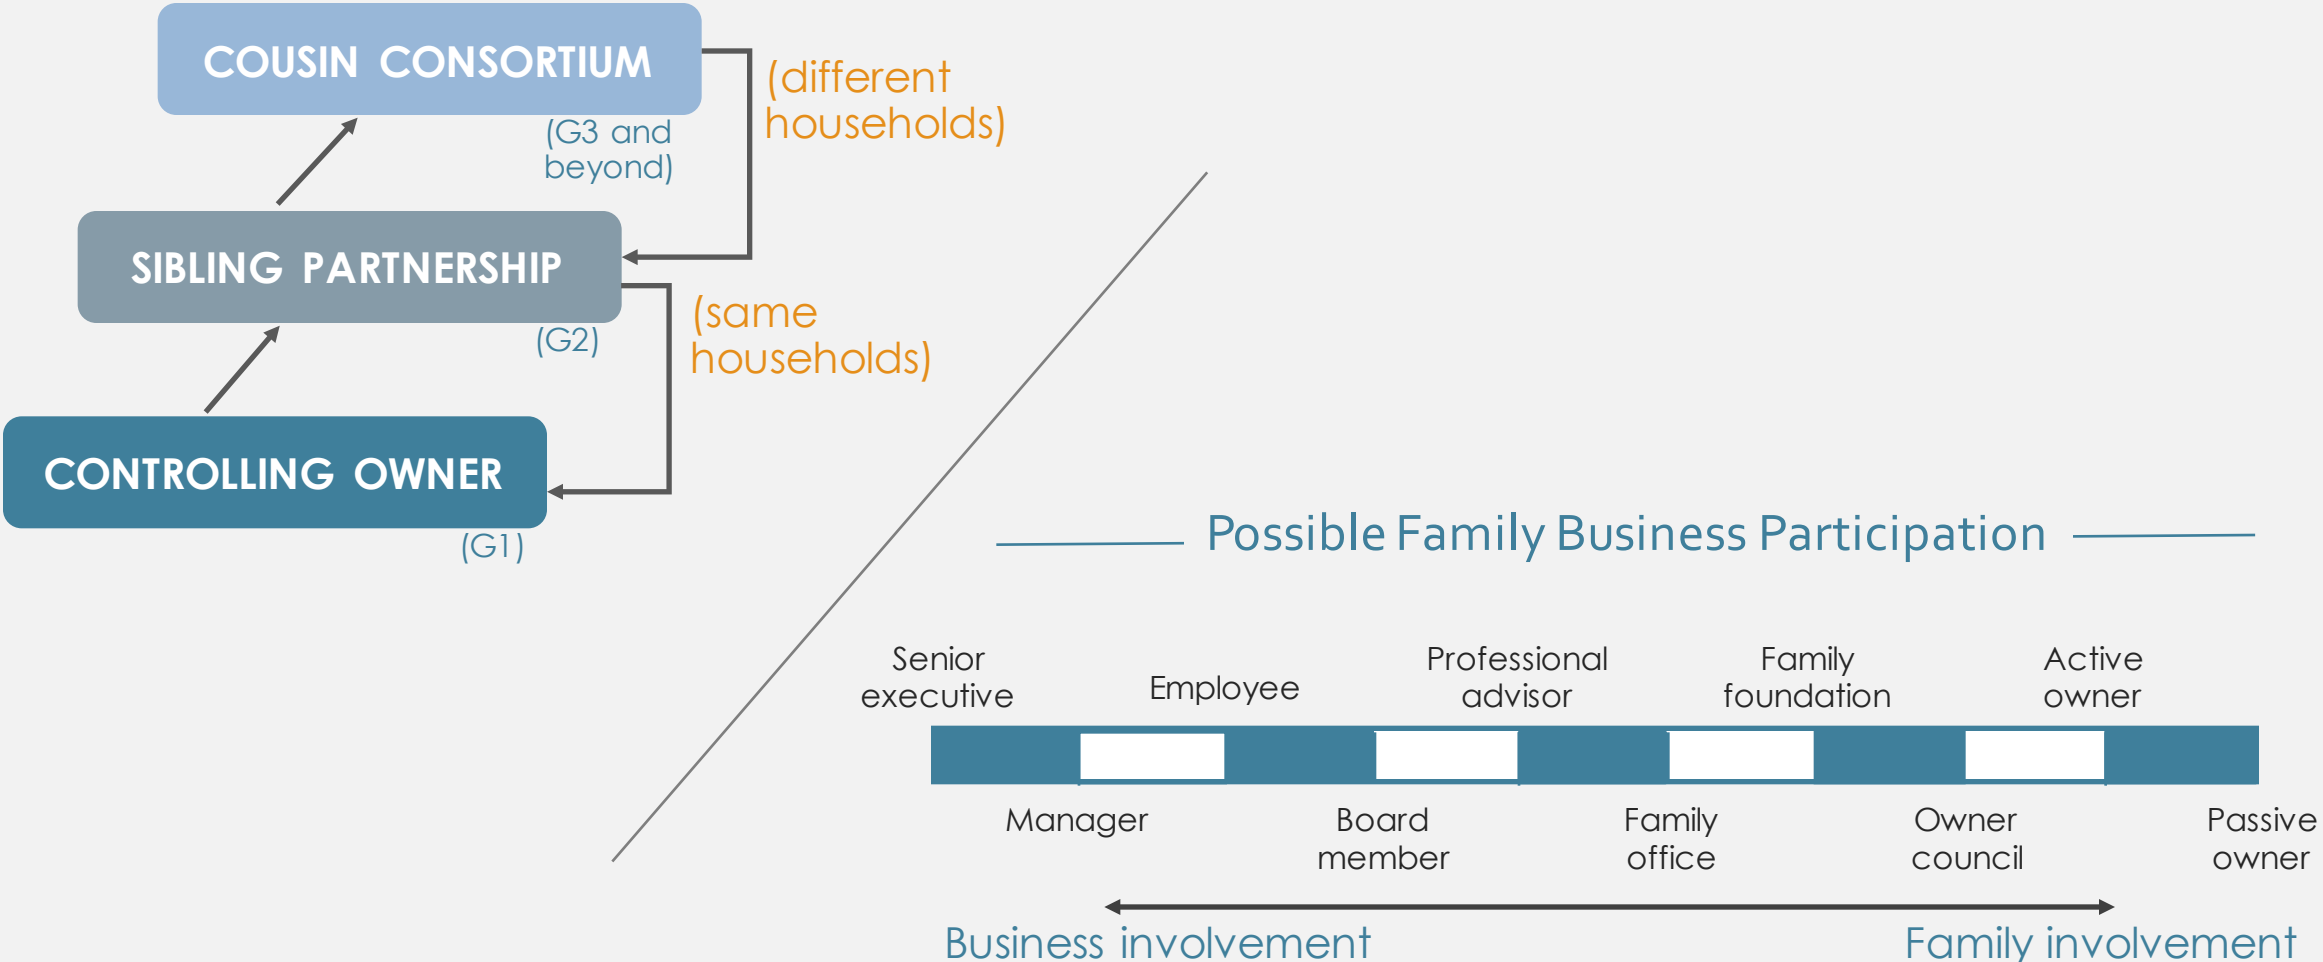 COUSIN CONSORTIUM
(different
households)
(G3 and
beyond)
SIBLING PARTNERSHIP
(same
households)
(G2)
CONTROLLING OWNER
(G1)
Possible Family Business Participation
Senior
executive
Employee
Professional
advisor
Family
foundation
Active
owner
Manager
Board
member
Family
office
Owner
council
Passive
owner
Business involvement
Family involvement